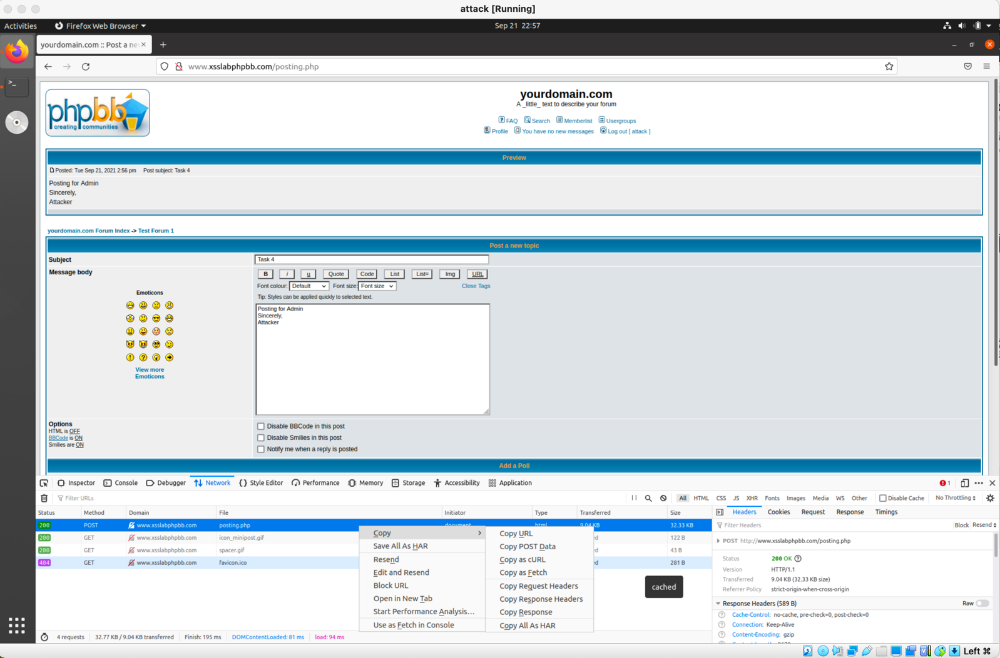 attack [Running]
Activities
Firefox Web Browser
Sep 21 22:57
yourdomain.com :: Post a ne
www.xsslabphpbb.com/posting.php
phpbb
creating communities
yourdomain.com
A _little_ text to describe your forum
FAQ Search Memberlist Usergroups
Profile You have no new messages Log out [ attack ]
Preview
Posted: Tue Sep 21, 2021 2:56 pm Post subject: Task 4
Posting for Admin
Sincerely,
Attacker
yourdomain.com Forum Index -> Test Forum 1
Post a new topic
Subject
Task 4
Message body
B i u Quote Code List List= Img URL
Font colour: Default Font size: Font size Close Tags
Tip: Styles can be applied quickly to selected text.
Emoticons
View more
Emoticons
Posting for Admin
Sincerely,
Attacker
Options
HTML is OFF
BBCode is ON
Smilies are ON
Disable BBCode in this post
Disable Smilies in this post
Notify me when a reply is posted
Add a Poll
Inspector Console Debugger Network Style Editor Performance Memory Storage Accessibility Application 1
Filter URLs
All HTML CSS JS XHR Fonts Images Media WS Other Disable Cache No Throttling
Status Method Domain File Initiator Type Transferred Size
200 POST www.xsslabphpbb.com posting.php document html 9.04 KB 32.33 KB
200 GET www.xsslabphpbb.com icon_minipost.gif 122 B
200 GET www.xsslabphpbb.com spacer.gif 43 B
404 GET www.xsslabphpbb.com favicon.ico 281 B
Copy
Save All As HAR
Resend
Edit and Resend
Block URL
Open in New Tab
Start Performance Analysis...
Use as Fetch in Console
Copy URL
Copy POST Data
Copy as cURL
Copy as Fetch
Copy Request Headers
Copy Response Headers
Copy Response
Copy All As HAR
cached
Headers Cookies Request Response Timings
Filter Headers Block Resend
POST http://www.xsslabphpbb.com/posting.php
Status 200 OK
Version HTTP/1.1
Transferred 9.04 KB (32.33 KB size)
Referrer Policy strict-origin-when-cross-origin
Response Headers (589 B) Raw
Cache-Control: no-cache, pre-check=0, post-check=0
Connection: Keep-Alive
Content-Encoding: gzip
4 requests 32.77 KB / 9.04 KB transferred Finish: 195 ms DOMContentLoaded: 81 ms load: 94 ms
Left ⌘